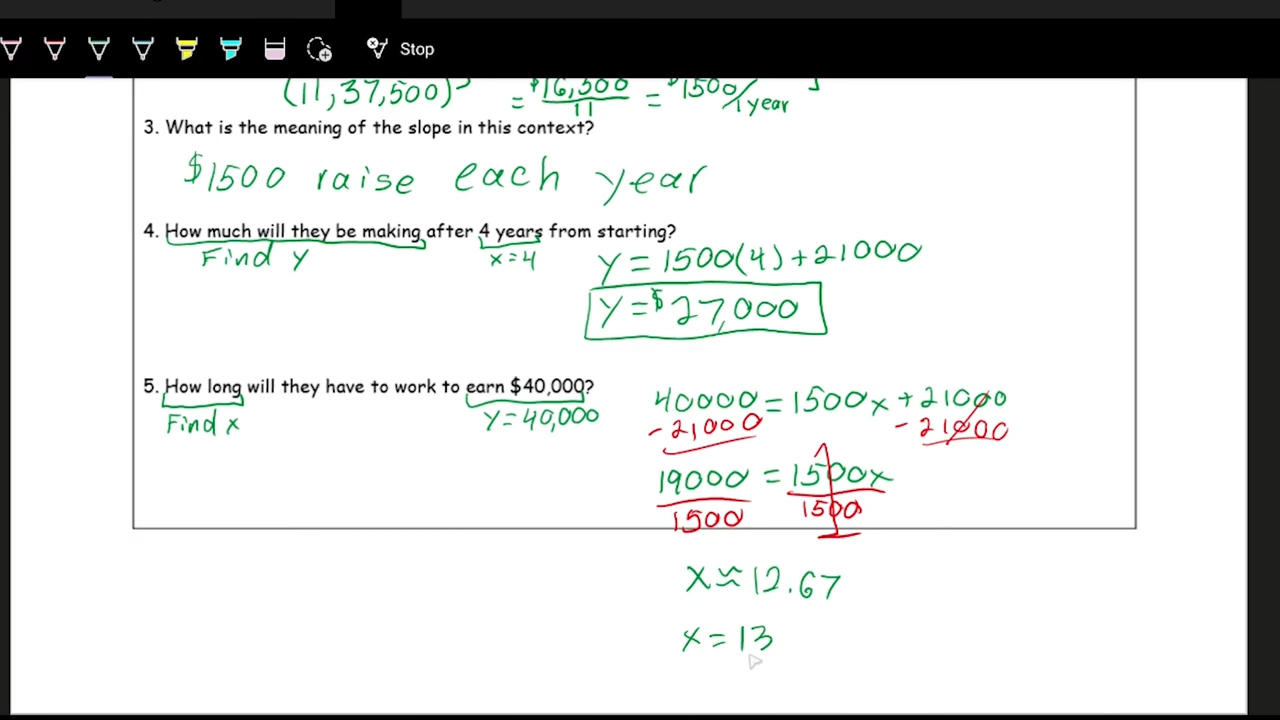 Stop
(11, 37,500) = $16,500/11 = $1500/1 year
3. What is the meaning of the slope in this context?
$1500 raise each year
4. How much will they be making after 4 years from starting?
Find y x=4 y = 1500(4) + 21000
y = $27,000
5. How long will they have to work to earn $40,000?
Find x y = 40,000 40000 = 1500x + 21000
- 21000 - 21000
19000 = 1500x
1500 1500
x ≈ 12.67
x = 13